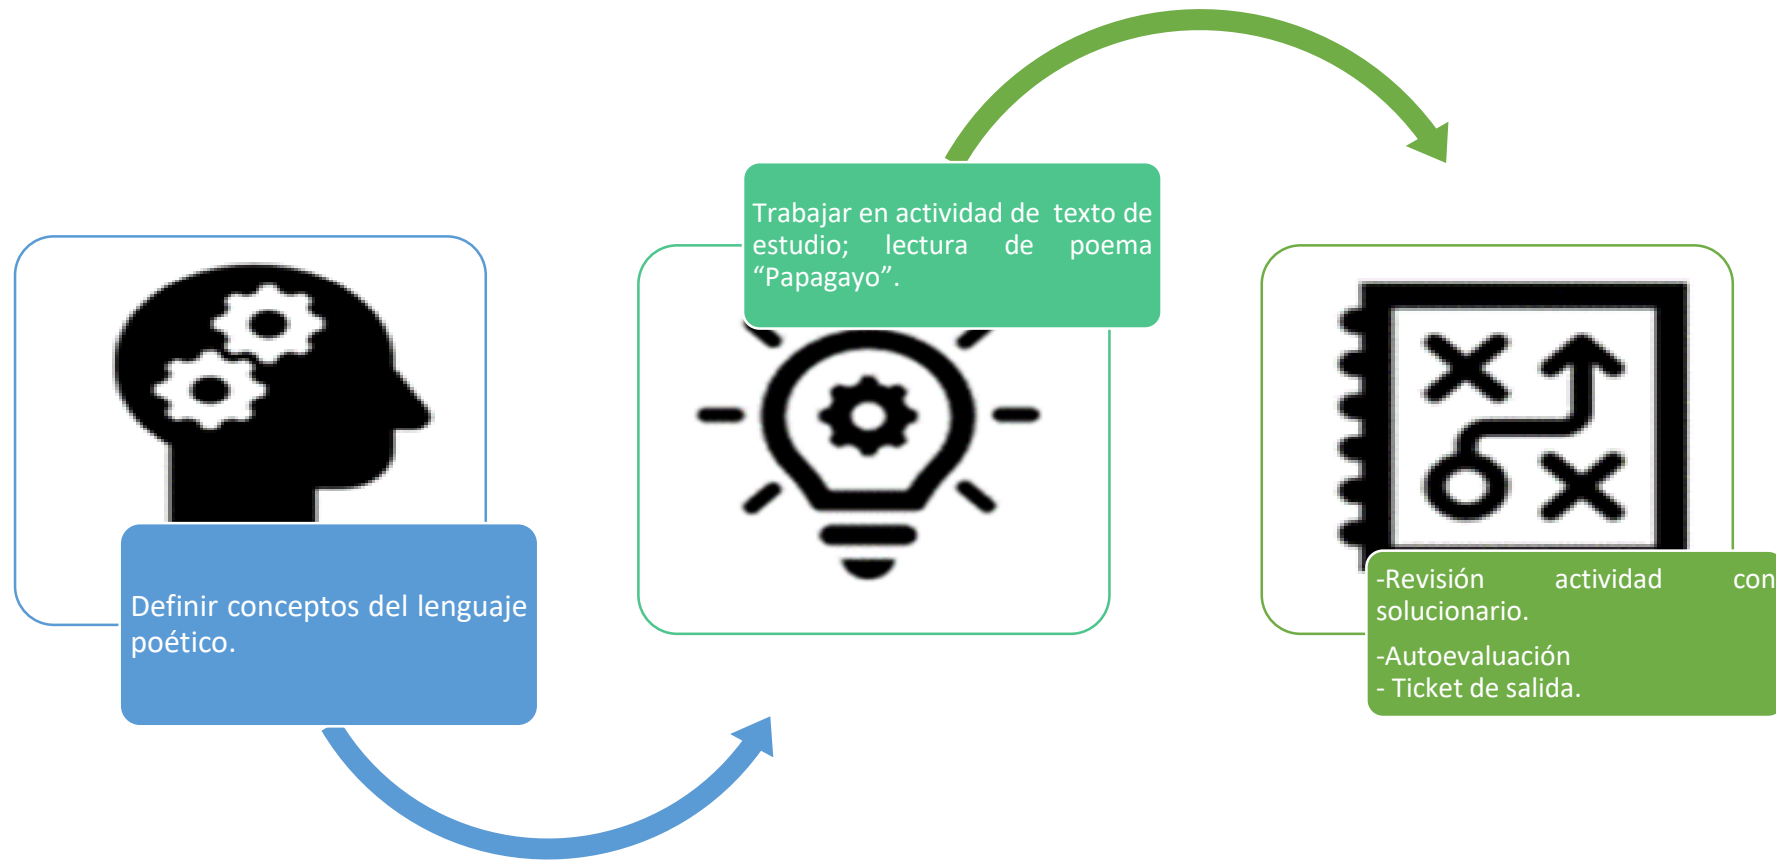 Definir conceptos del lenguaje
poético.
Trabajar en actividad de texto de
estudio; lectura de poema
“Papagayo”.
-Revisión actividad con
solucionario.
-Autoevaluación
- Ticket de salida.